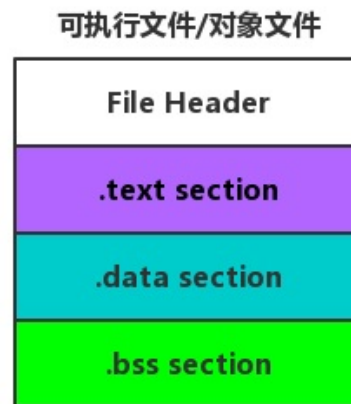 可执行文件/对象文件
File Header
.text section
.data section
.bss section